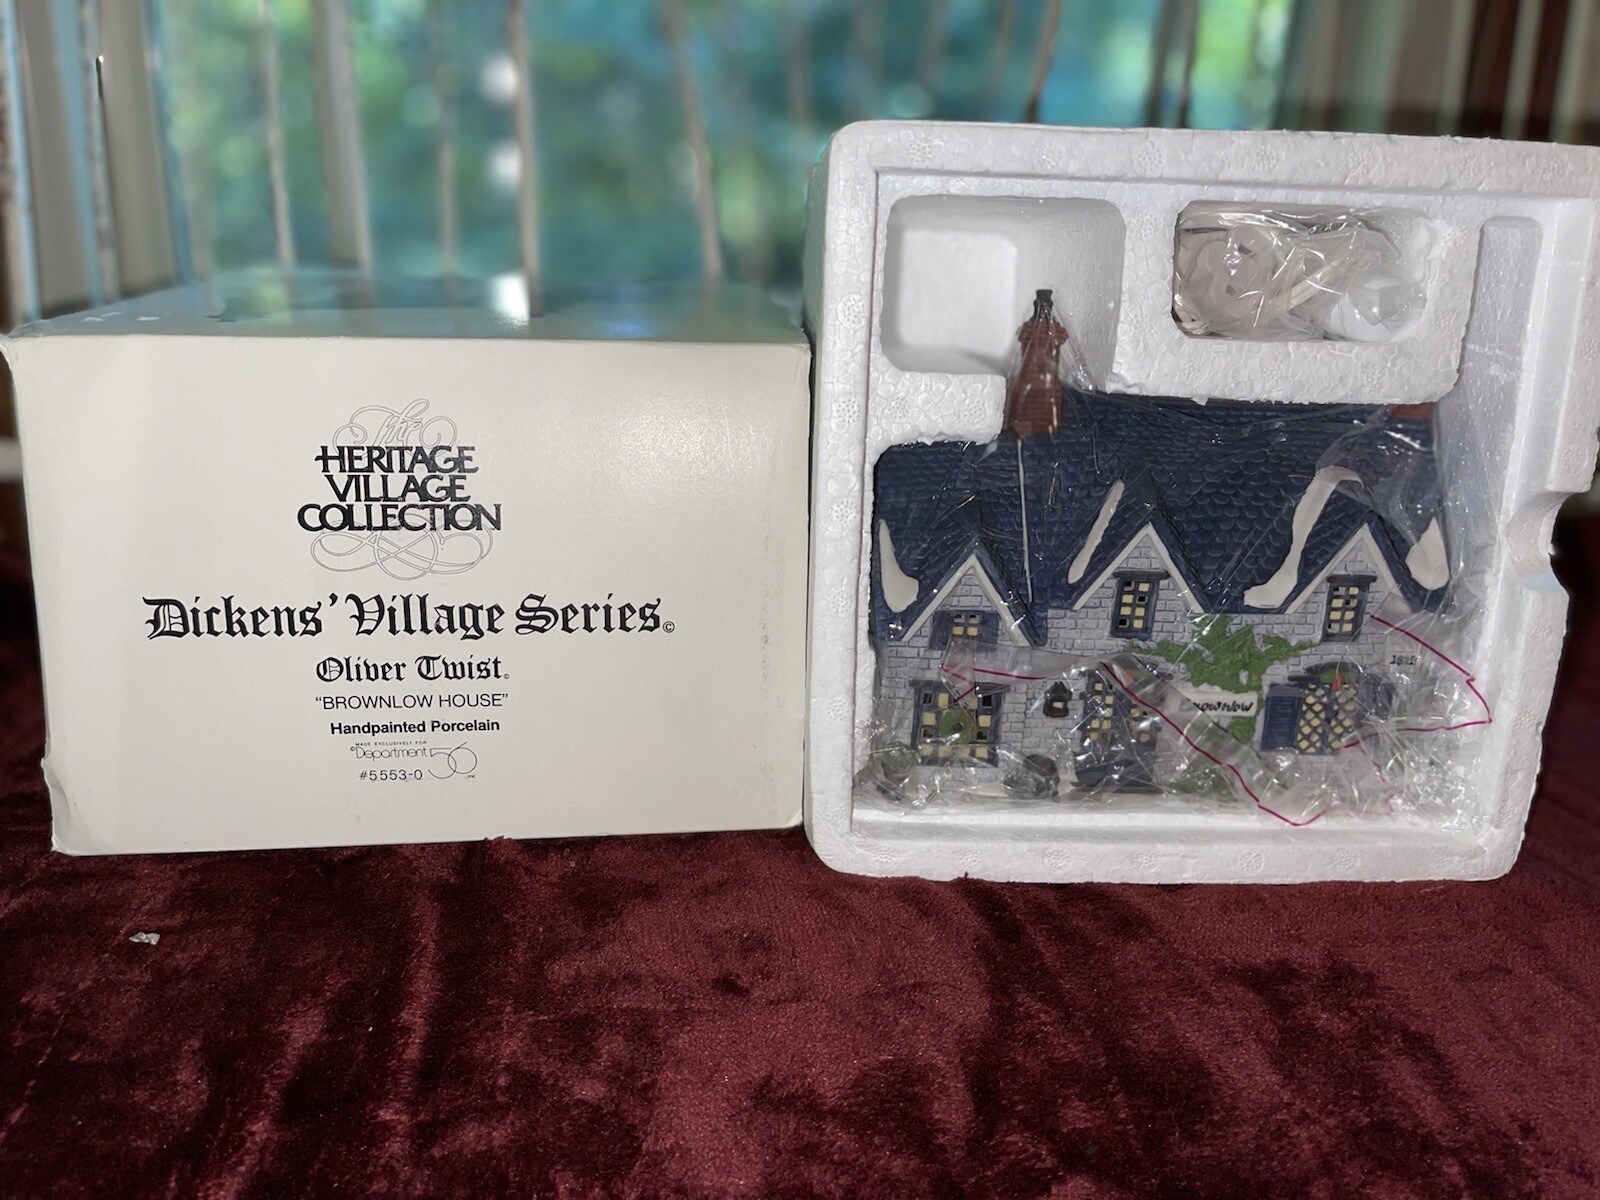 The
HERITAGE
VILLAGE
COLLECTION
Dickens' Village Series©
Oliver Twist©
"BROWNLOW HOUSE"
Handpainted Porcelain
MADE EXCLUSIVELY FOR
©Department 56 INC.
#5553-0
Brownlow